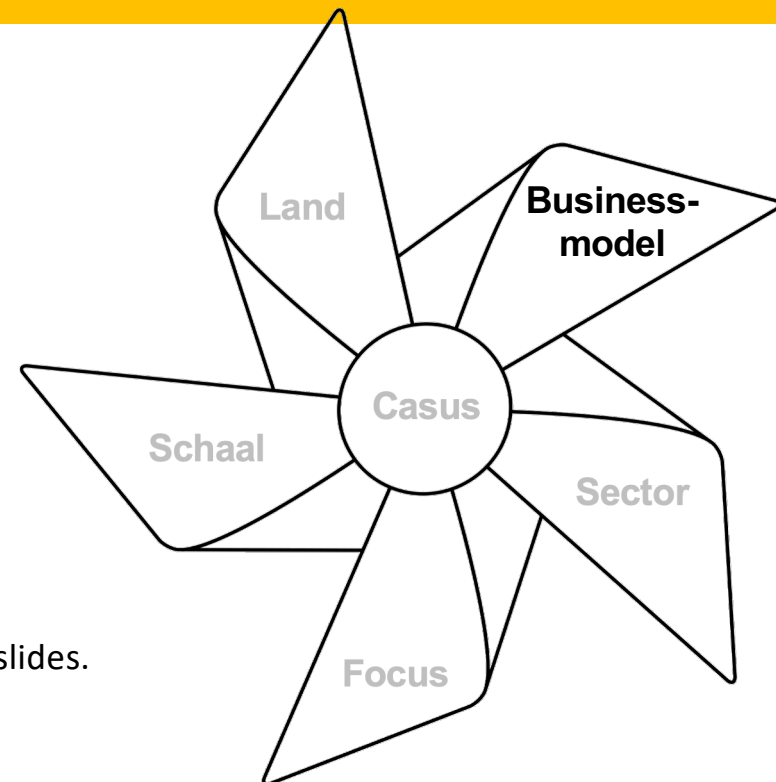 Land
Business-
model
Casus
Schaal
Sector
slides.
Focus